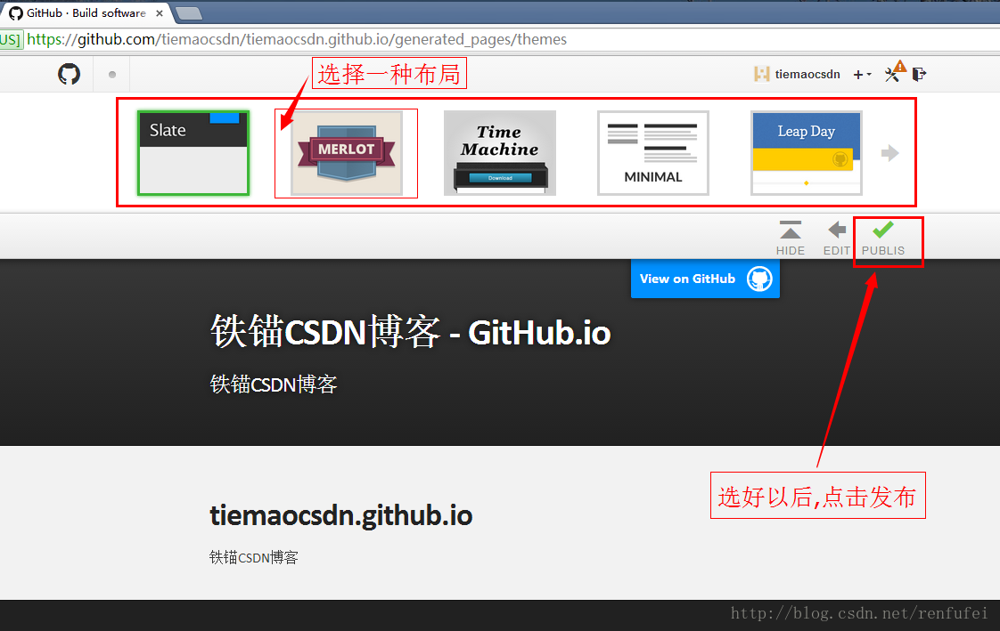 GitHub · Build software
US] https://github.com/tiemaocsdn/tiemaocsdn.github.io/generated_pages/themes
选择一种布局
tiemaocsdn
Slate
MERLOT
Time
Machine
Download
MINIMAL
Leap Day
HIDE
EDIT
PUBLIS
View on GitHub
铁锚CSDN博客 - GitHub.io
铁锚CSDN博客
选好以后,点击发布
tiemaocsdn.github.io
铁锚CSDN博客
http://blog.csdn.net/renfufei